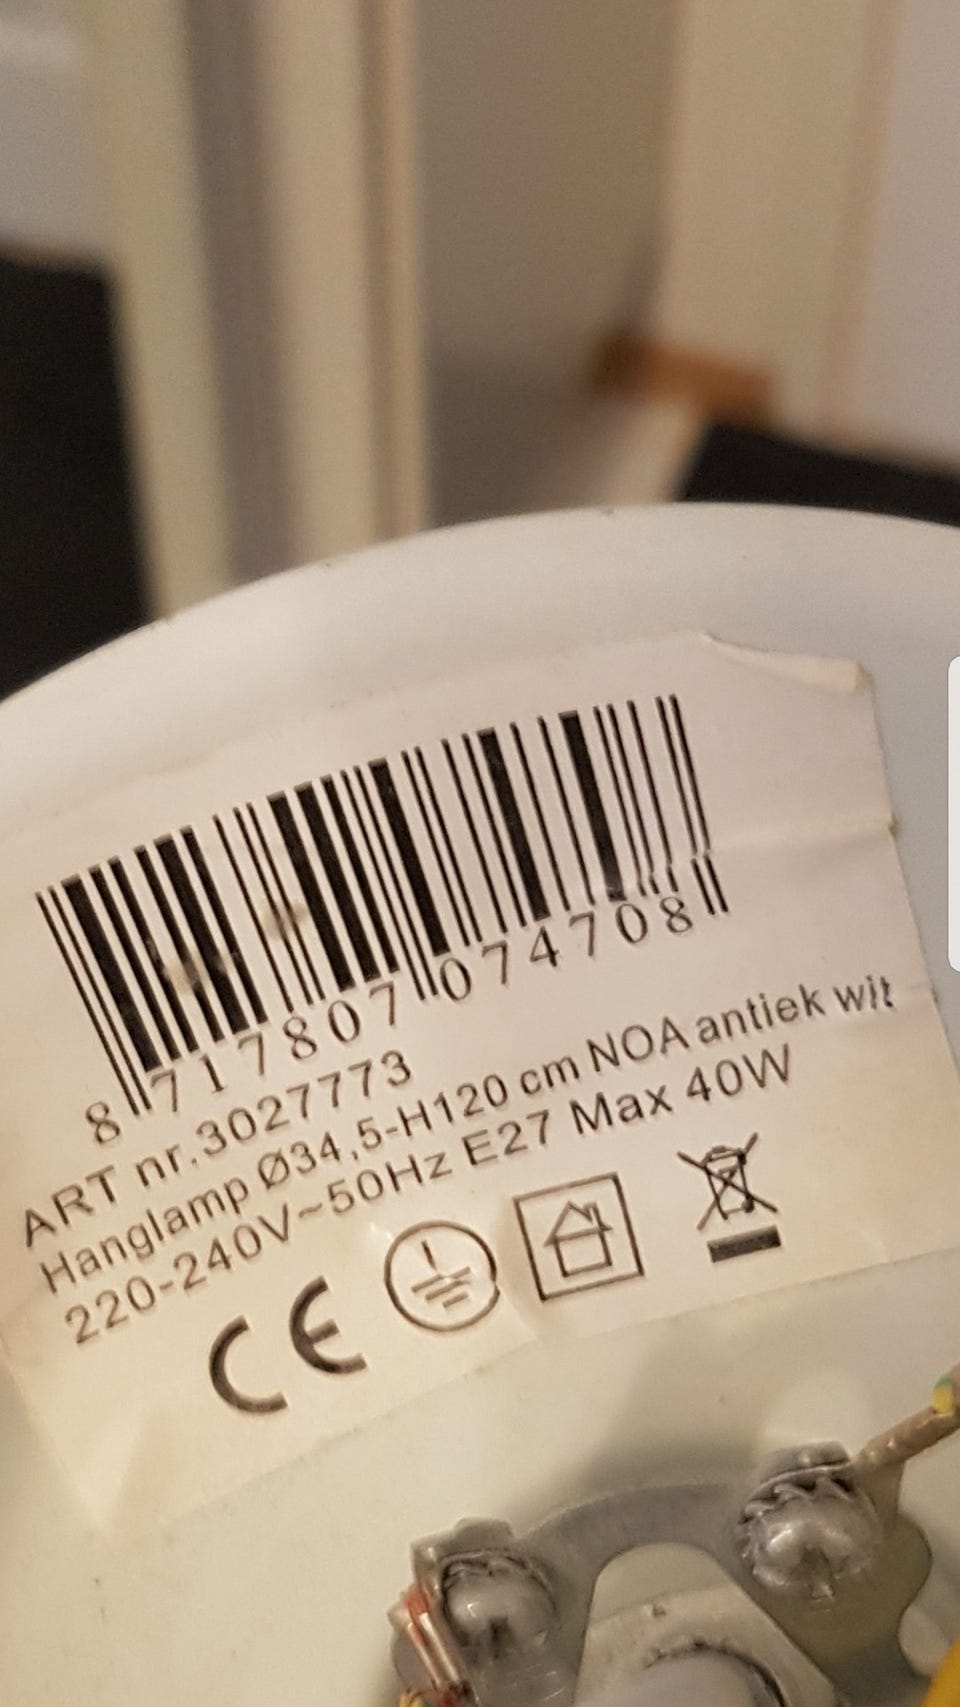 8 717807 074708
ART nr.3027773
Hanglamp Ø34,5-H120 cm NOA antiek wit
220-240V~50Hz E27 Max 40W
CE